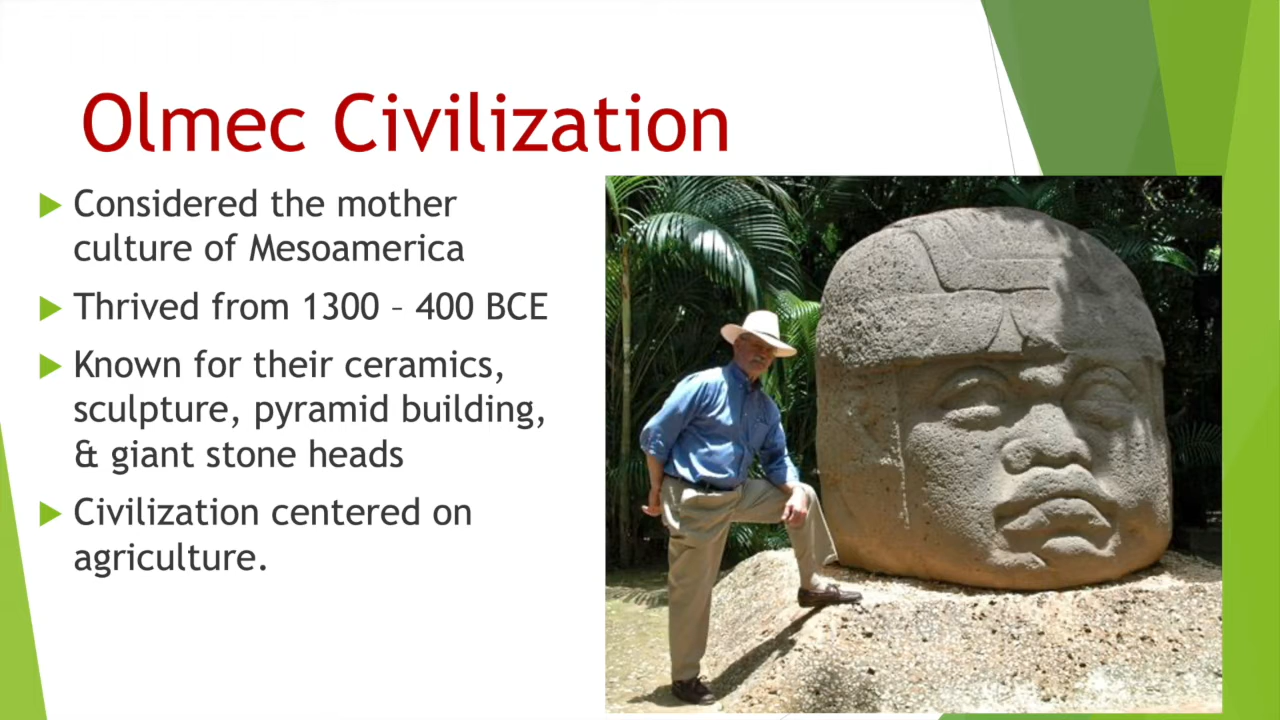 Olmec Civilization
Considered the mother
culture of Mesoamerica
Thrived from 1300 – 400 BCE
Known for their ceramics,
sculpture, pyramid building,
& giant stone heads
Civilization centered on
agriculture.